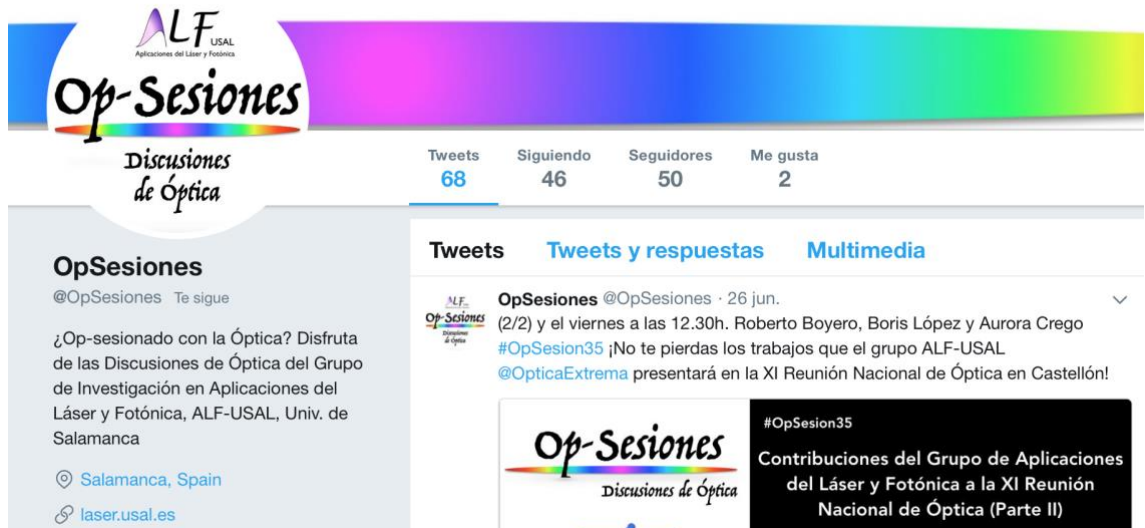 ALF USAL
Aplicaciones del Láser y Fotónica
Op-Sesiones
Discusiones
de Óptica
Tweets Siguiendo Seguidores Me gusta
68 46 50 2
OpSesiones
@OpSesiones Te sigue
¿Op-sesionado con la Óptica? Disfruta
de las Discusiones de Óptica del Grupo
de Investigación en Aplicaciones del
Láser y Fotónica, ALF-USAL, Univ. de
Salamanca
Salamanca, Spain
laser.usal.es
Tweets Tweets y respuestas Multimedia
ALF
Op-Sesiones
Discusiones
de Óptica
OpSesiones @OpSesiones · 26 jun.
(2/2) y el viernes a las 12.30h. Roberto Boyero, Boris López y Aurora Crego
#OpSesion35 ¡No te pierdas los trabajos que el grupo ALF-USAL
@OpticaExtrema presentará en la XI Reunión Nacional de Óptica en Castellón!
Op-Sesiones
Discusiones de Óptica
#OpSesion35
Contribuciones del Grupo de Aplicaciones
del Láser y Fotónica a la XI Reunión
Nacional de Óptica (Parte II)